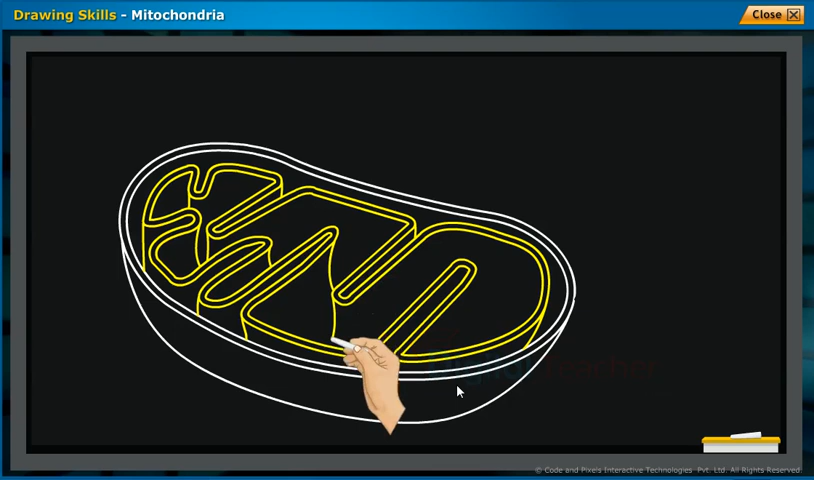 Drawing Skills - Mitochondria
Close
© Code and Pixels Interactive Technologies Pvt. Ltd. All Rights Reserved